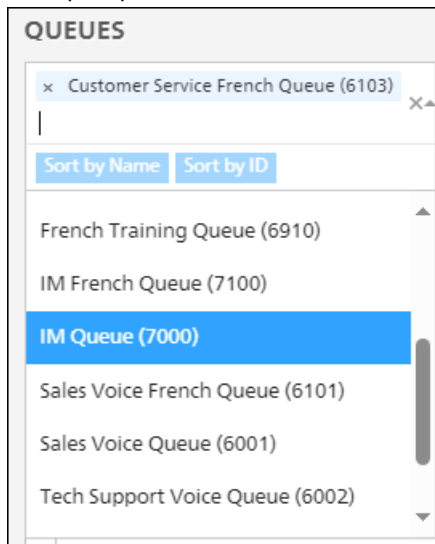 QUEUES
× Customer Service French Queue (6103)
Sort by Name Sort by ID
French Training Queue (6910)
IM French Queue (7100)
IM Queue (7000)
Sales Voice French Queue (6101)
Sales Voice Queue (6001)
Tech Support Voice Queue (6002)